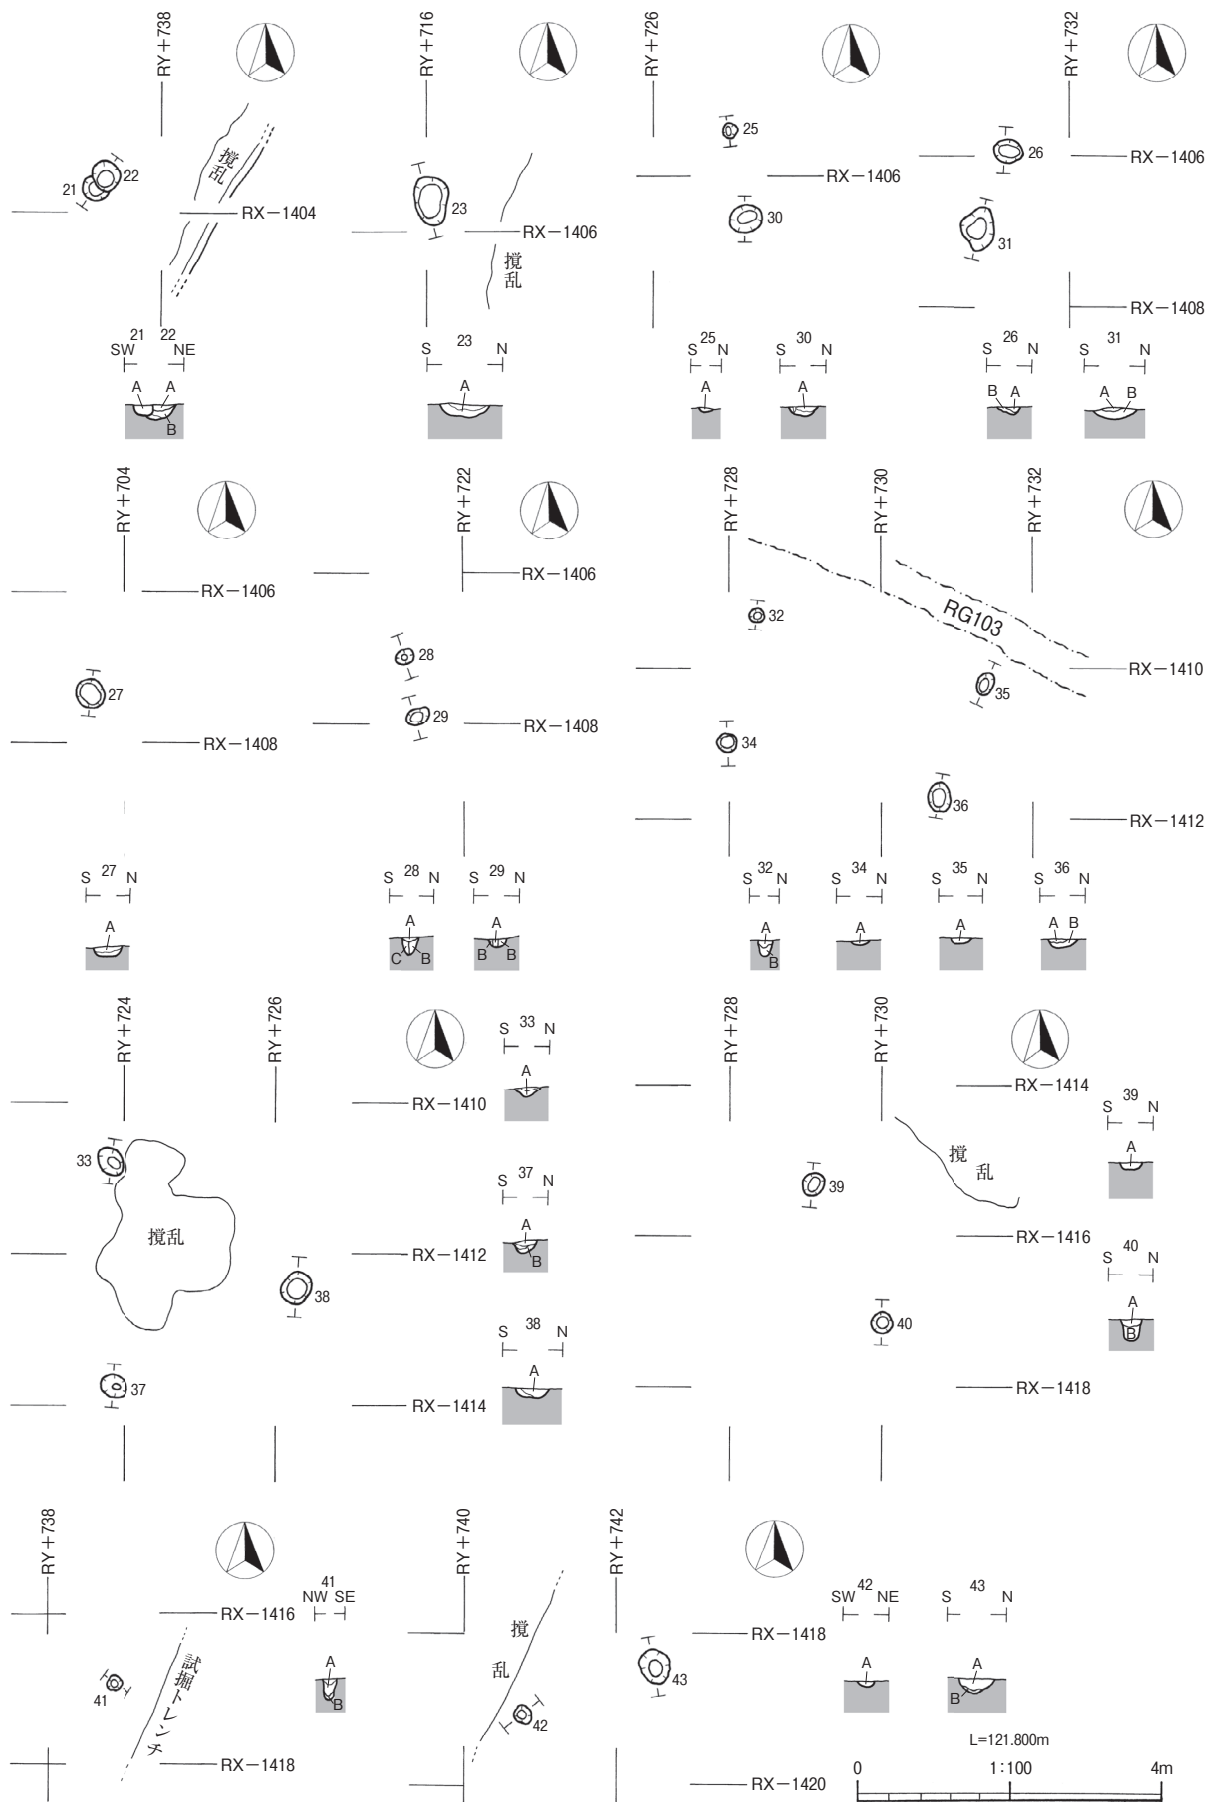 RY＋738
21
22
攪乱
RX－1404
21 22
SW NE
A A
B
RY＋716
23
RX－1406
攪乱
23
S N
A
RY＋726
25
RX－1406
30
25
S N
A
30
S N
A
RY＋732
26
RX－1406
31
RX－1408
26
S N
B A
31
S N
A B
RY＋704
RX－1406
27
RX－1408
27
S N
A
RY＋722
RX－1406
28
29
RX－1408
28
S N
A
C B
29
S N
A
B B
RY＋728
RY＋730
RY＋732
32
RG103
RX－1410
35
34
36
RX－1412
32
S N
A
B
34
S N
A
35
S N
A
36
S N
A B
RY＋724
RY＋726
RX－1410
33
攪乱
RX－1412
38
37
RX－1414
33
S N
A
37
S N
A
B
38
S N
A
RY＋728
RY＋730
RX－1414
攪乱
39
RX－1416
40
RX－1418
39
S N
A
40
S N
A
B
RY＋738
RX－1416
試掘トレンチ
41
RX－1418
41
NW SE
A
B
RY＋740
RY＋742
攪乱
RX－1418
43
42
RX－1420
42
SW NE
A
43
S N
A
B
L=121.800m
0 1:100 4m